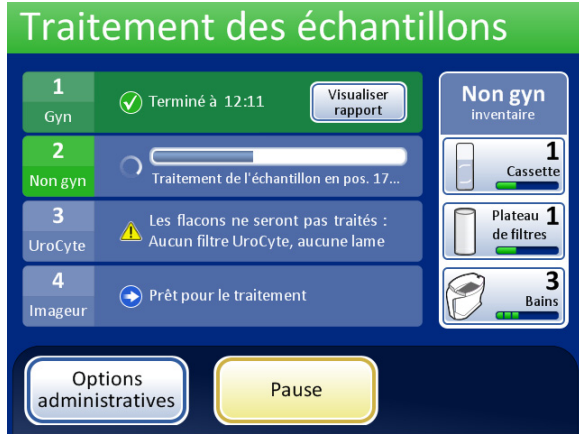 Traitement des échantillons
1
Gyn
Terminé à 12:11
Visualiser
rapport
2
Non gyn
Traitement de l'échantillon en pos. 17...
3
UroCyte
Les flacons ne seront pas traités :
Aucun filtre UroCyte, aucune lame
4
Imageur
Prêt pour le traitement
Non gyn
inventaire
1
Cassette
Plateau 1
de filtres
3
Bains
Options
administratives
Pause